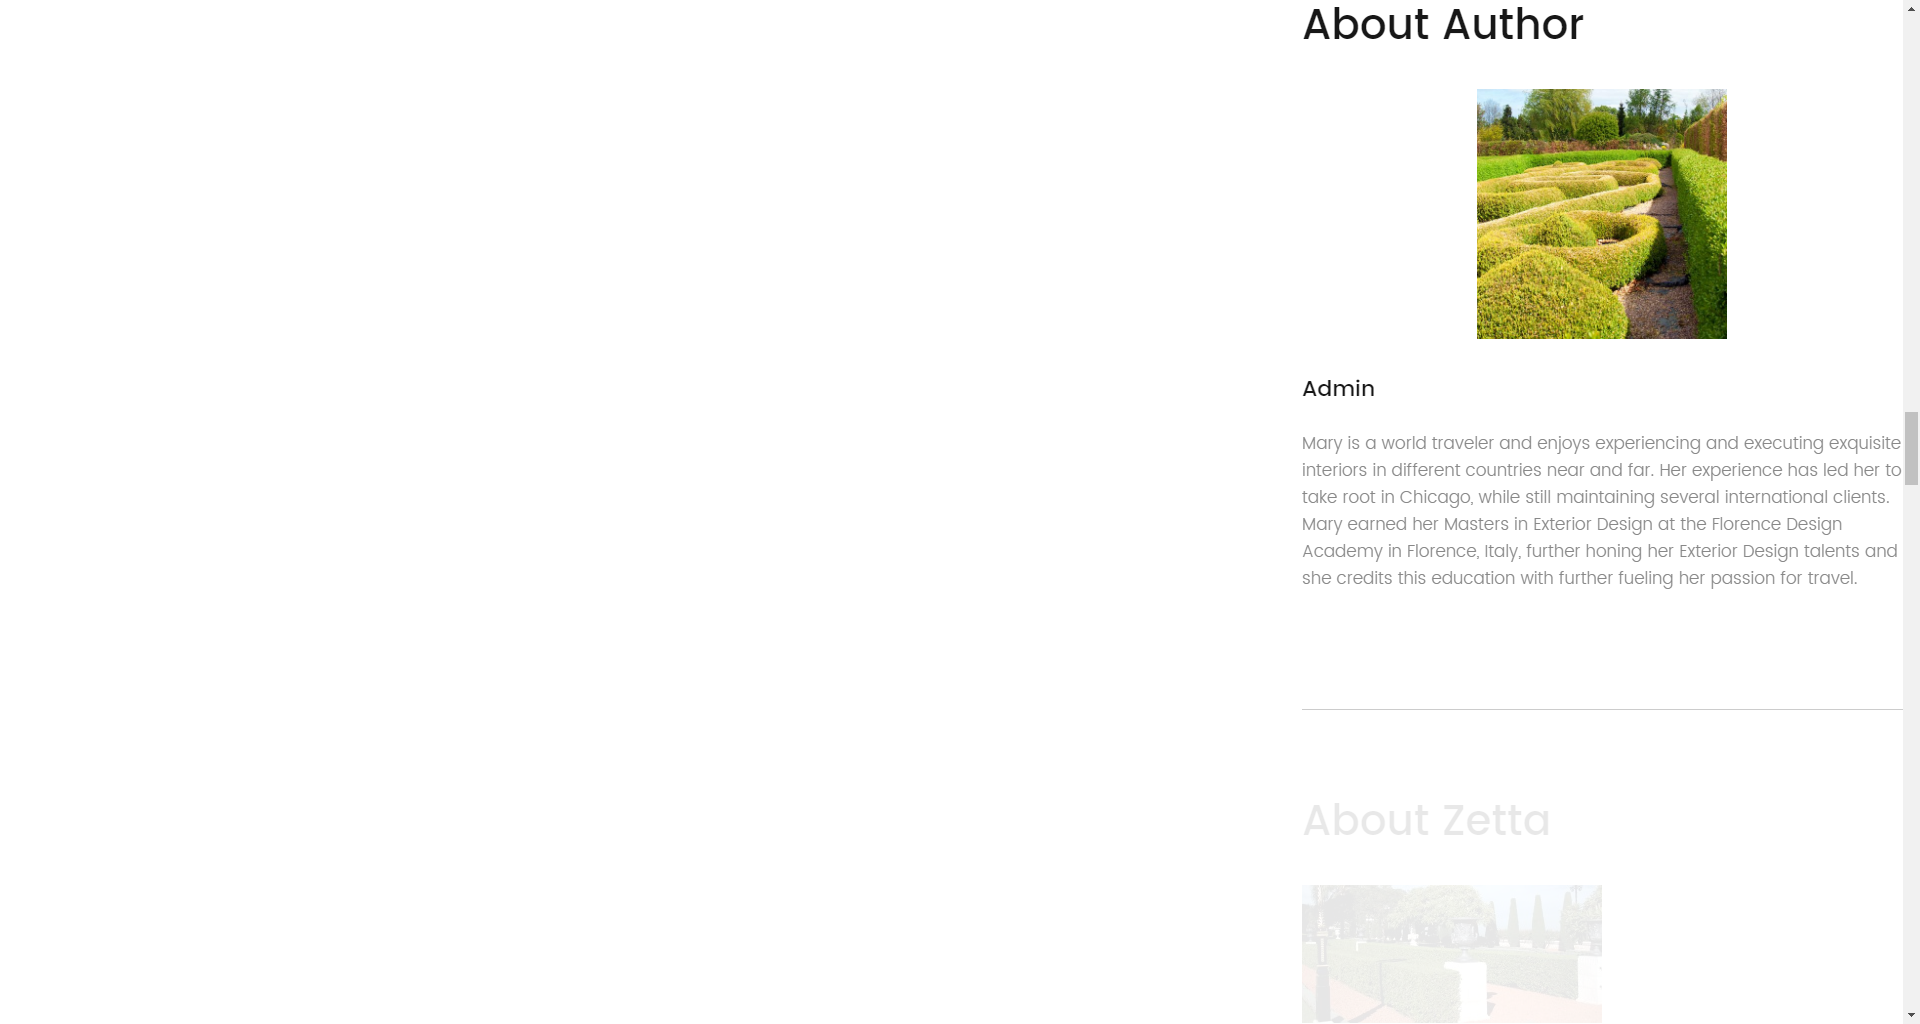 About Author
Admin
Mary is a world traveler and enjoys experiencing and executing exquisite
interiors in different countries near and far. Her experience has led her to
take root in Chicago, while still maintaining several international clients.
Mary earned her Masters in Exterior Design at the Florence Design
Academy in Florence, Italy, further honing her Exterior Design talents and
she credits this education with further fueling her passion for travel.
About Zetta